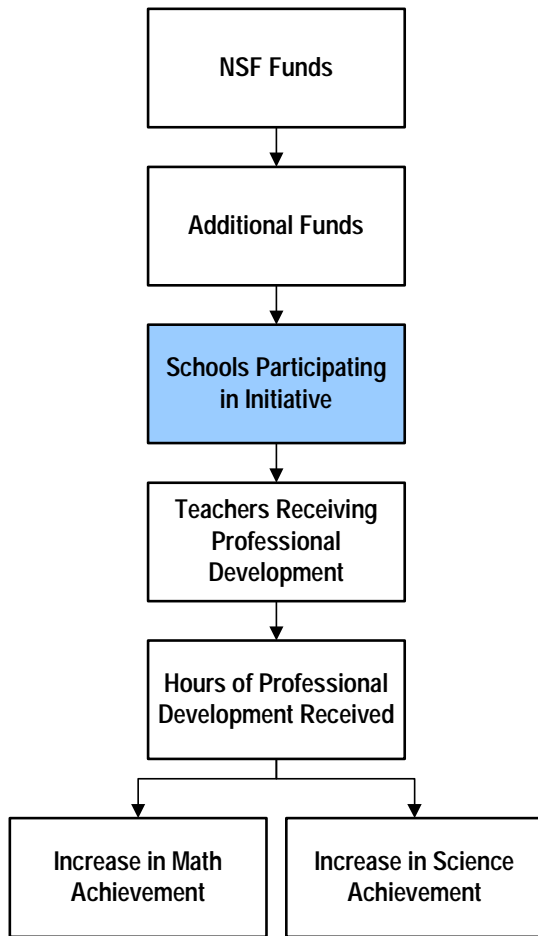 NSF Funds
Additional Funds
Schools Participating
in Initiative
Teachers Receiving
Professional
Development
Hours of Professional
Development Received
Increase in Math
Achievement
Increase in Science
Achievement